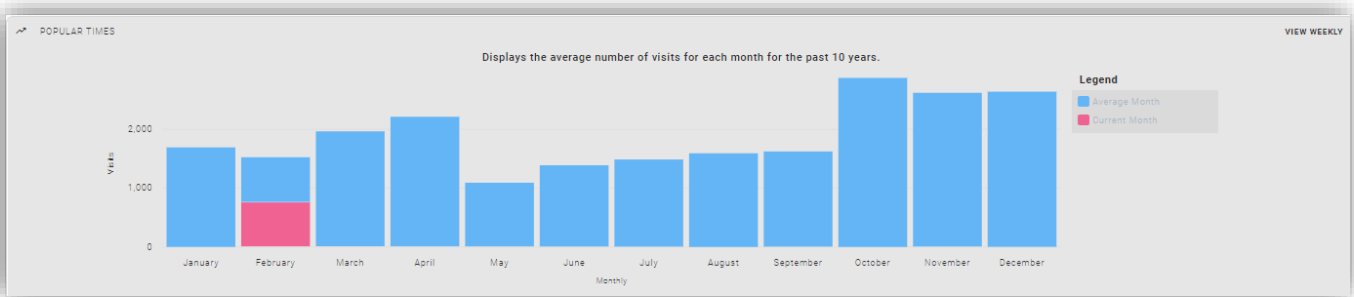 POPULAR TIMES
VIEW WEEKLY
Displays the average number of visits for each month for the past 10 years.
Legend
Average Month
Current Month
2,000
1,000
0
Visits
January February March April May June July August September October November December
Monthly